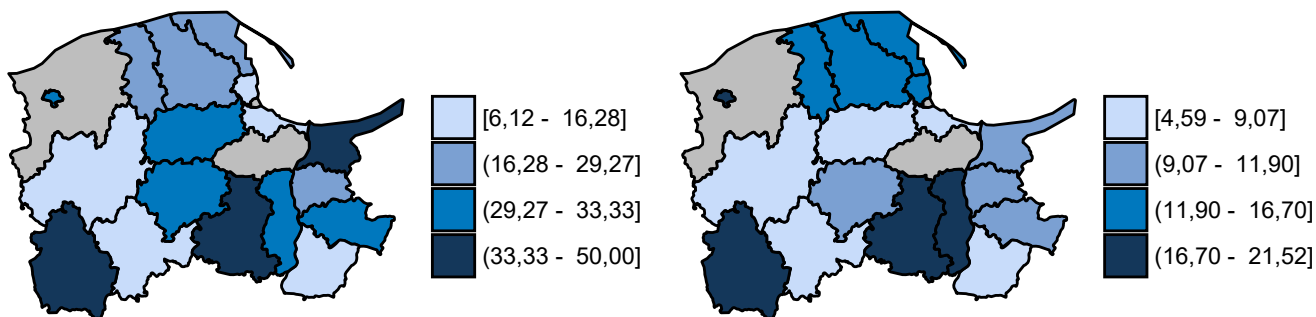 [6,12 - 16,28]
(16,28 - 29,27]
(29,27 - 33,33]
(33,33 - 50,00]
[4,59 - 9,07]
(9,07 - 11,90]
(11,90 - 16,70]
(16,70 - 21,52]